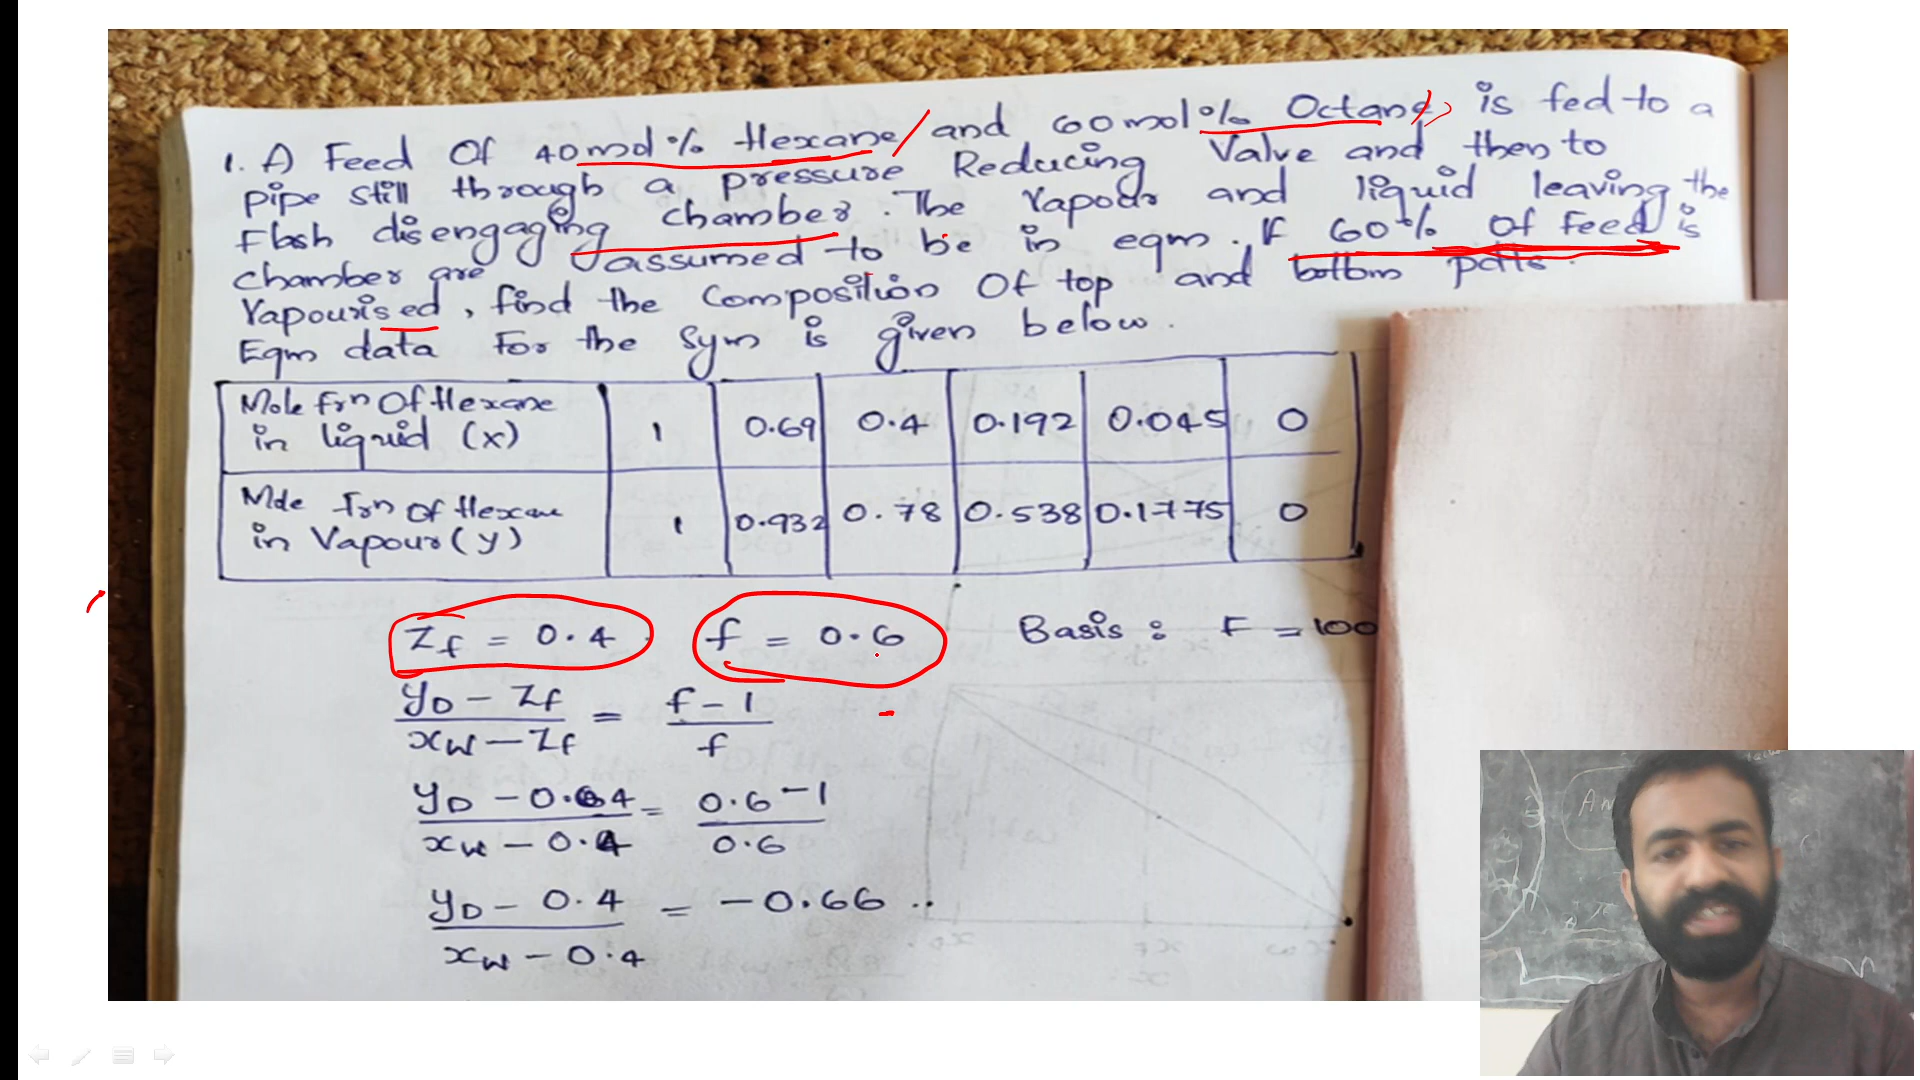 1. A Feed Of 40 mol% Hexane and 60 mol% Octane is fed to a
pipe still through a pressure Reducing Valve and then to
Flash disengaging chamber. The Vapour and liquid leaving the
chamber are assumed to be in eqm. If 60% Of Feed is
Vapourised, find the Composition Of top and bottom pdts.
Eqm data For the Sym is given below.
Mole frn Of Hexane in liquid (x) 1 0.69 0.4 0.192 0.045 0
Mole Frn Of Hexane in Vapour (y) 1 0.932 0.78 0.538 0.1775 0
Zf = 0.4 f = 0.6 Basis : F = 100
yD - Zf / xW - Zf = f - 1 / f
yD - 0.4 / xW - 0.4 = 0.6 - 1 / 0.6
yD - 0.4 / xW - 0.4 = -0.66